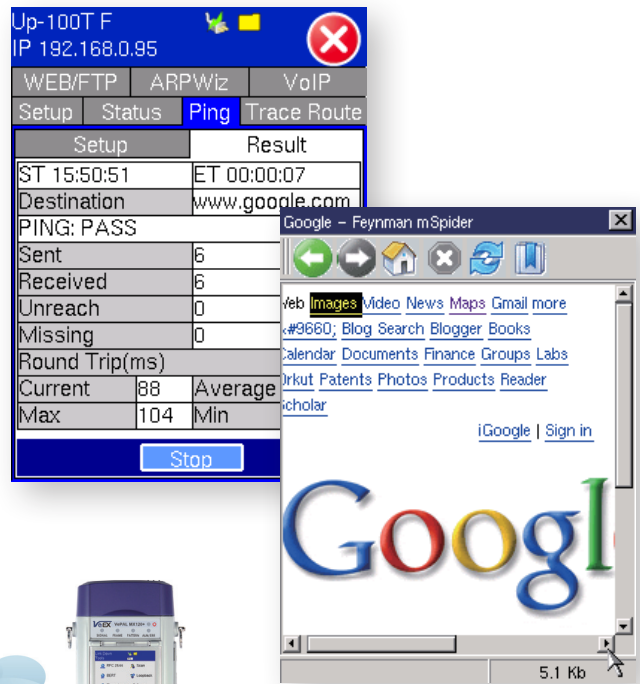 Up-100T F
IP 192.168.0.95
WEB/FTP ARPWiz VoIP
Setup Status Ping Trace Route
Setup Result
ST 15:50:51 ET 00:00:07
Destination www.google.com
PING: PASS
Sent 6
Received 6
Unreach 0
Missing 0
Round Trip(ms)
Current 88 Average
Max 104 Min
Stop
Google – Feynman mSpider
Veb Images Video News Maps Gmail more
&#9660; Blog Search Blogger Books
Calendar Documents Finance Groups Labs
Orkut Patents Photos Products Reader
Scholar
iGoogle | Sign in
Googl
5.1 Kb
VeEX VePAL MX120+